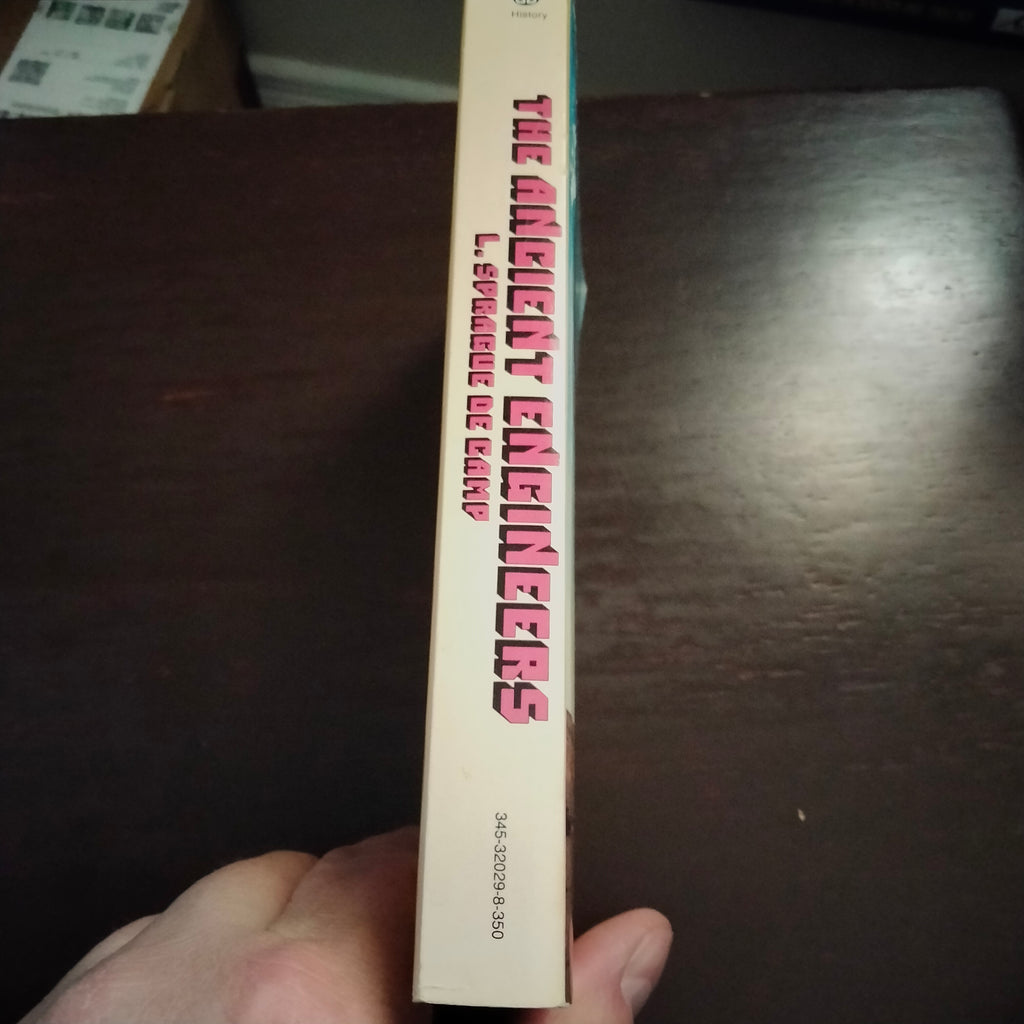 History
THE ANCIENT ENGINEERS
L. SPRAGUE DE CAMP
345-32029-8-350